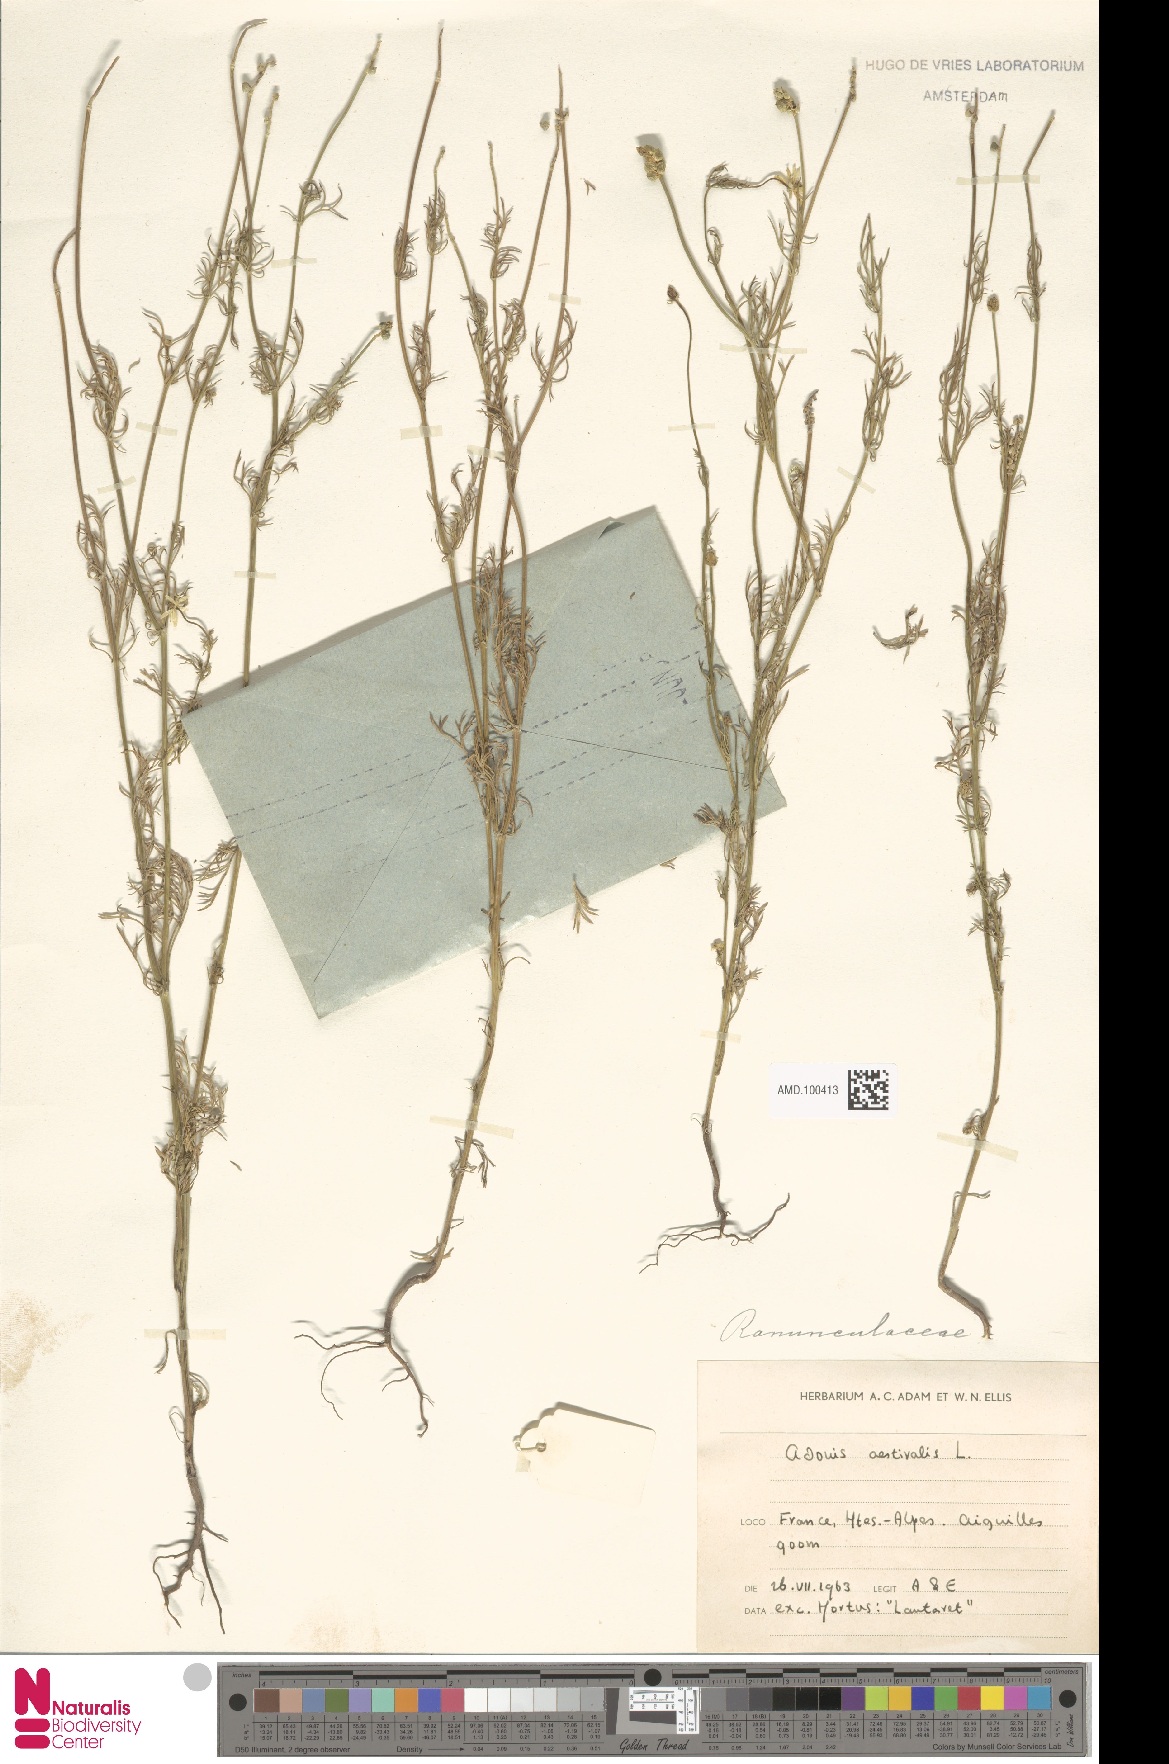 HUGO DE VRIES LABORATORIUM
AMSTERDAM
AMD.100413
Ranunculaceae
HERBARIUM A. C. ADAM ET W. N. ELLIS
Adonis aestivalis L.
LOCO France, Htes.-Alpes. Aiguilles
900m
DIE 26.VII.1963 LEGIT A & E
DATA exc. Hortus: "Lautaret"
Naturalis
Biodiversity
Center
inches
centimetres
D50 Illuminant, 2 degree observer
Density
Golden Thread
Colors by Munsell Color Services Lab